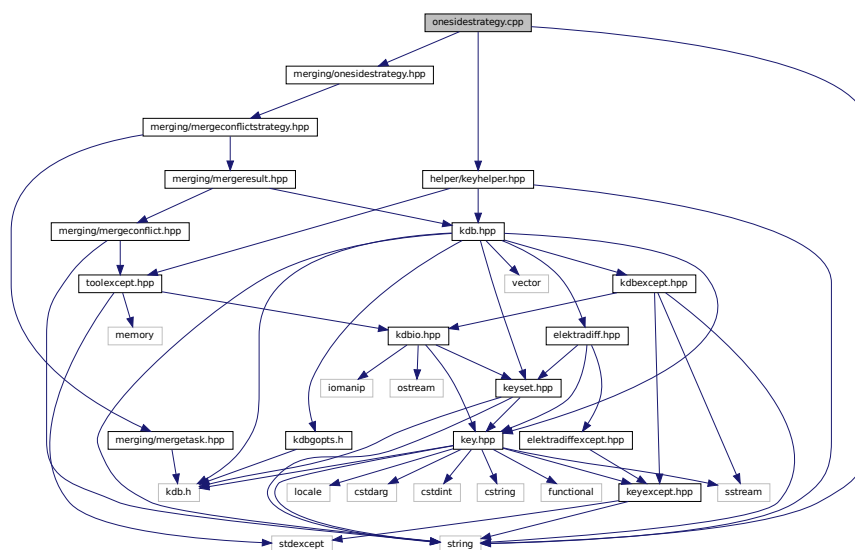 onesidestrategy.cpp
merging/onesidestrategy.hpp
merging/mergeconflictstrategy.hpp
merging/mergeresult.hpp
helper/keyhelper.hpp
merging/mergeconflict.hpp
kdb.hpp
toolexcept.hpp
vector
kdbexcept.hpp
memory
kdbio.hpp
elektradiff.hpp
iomanip
ostream
keyset.hpp
merging/mergetask.hpp
kdbgopts.h
key.hpp
elektradiffexcept.hpp
kdb.h
locale
cstdarg
cstdint
cstring
functional
keyexcept.hpp
sstream
stdexcept
string